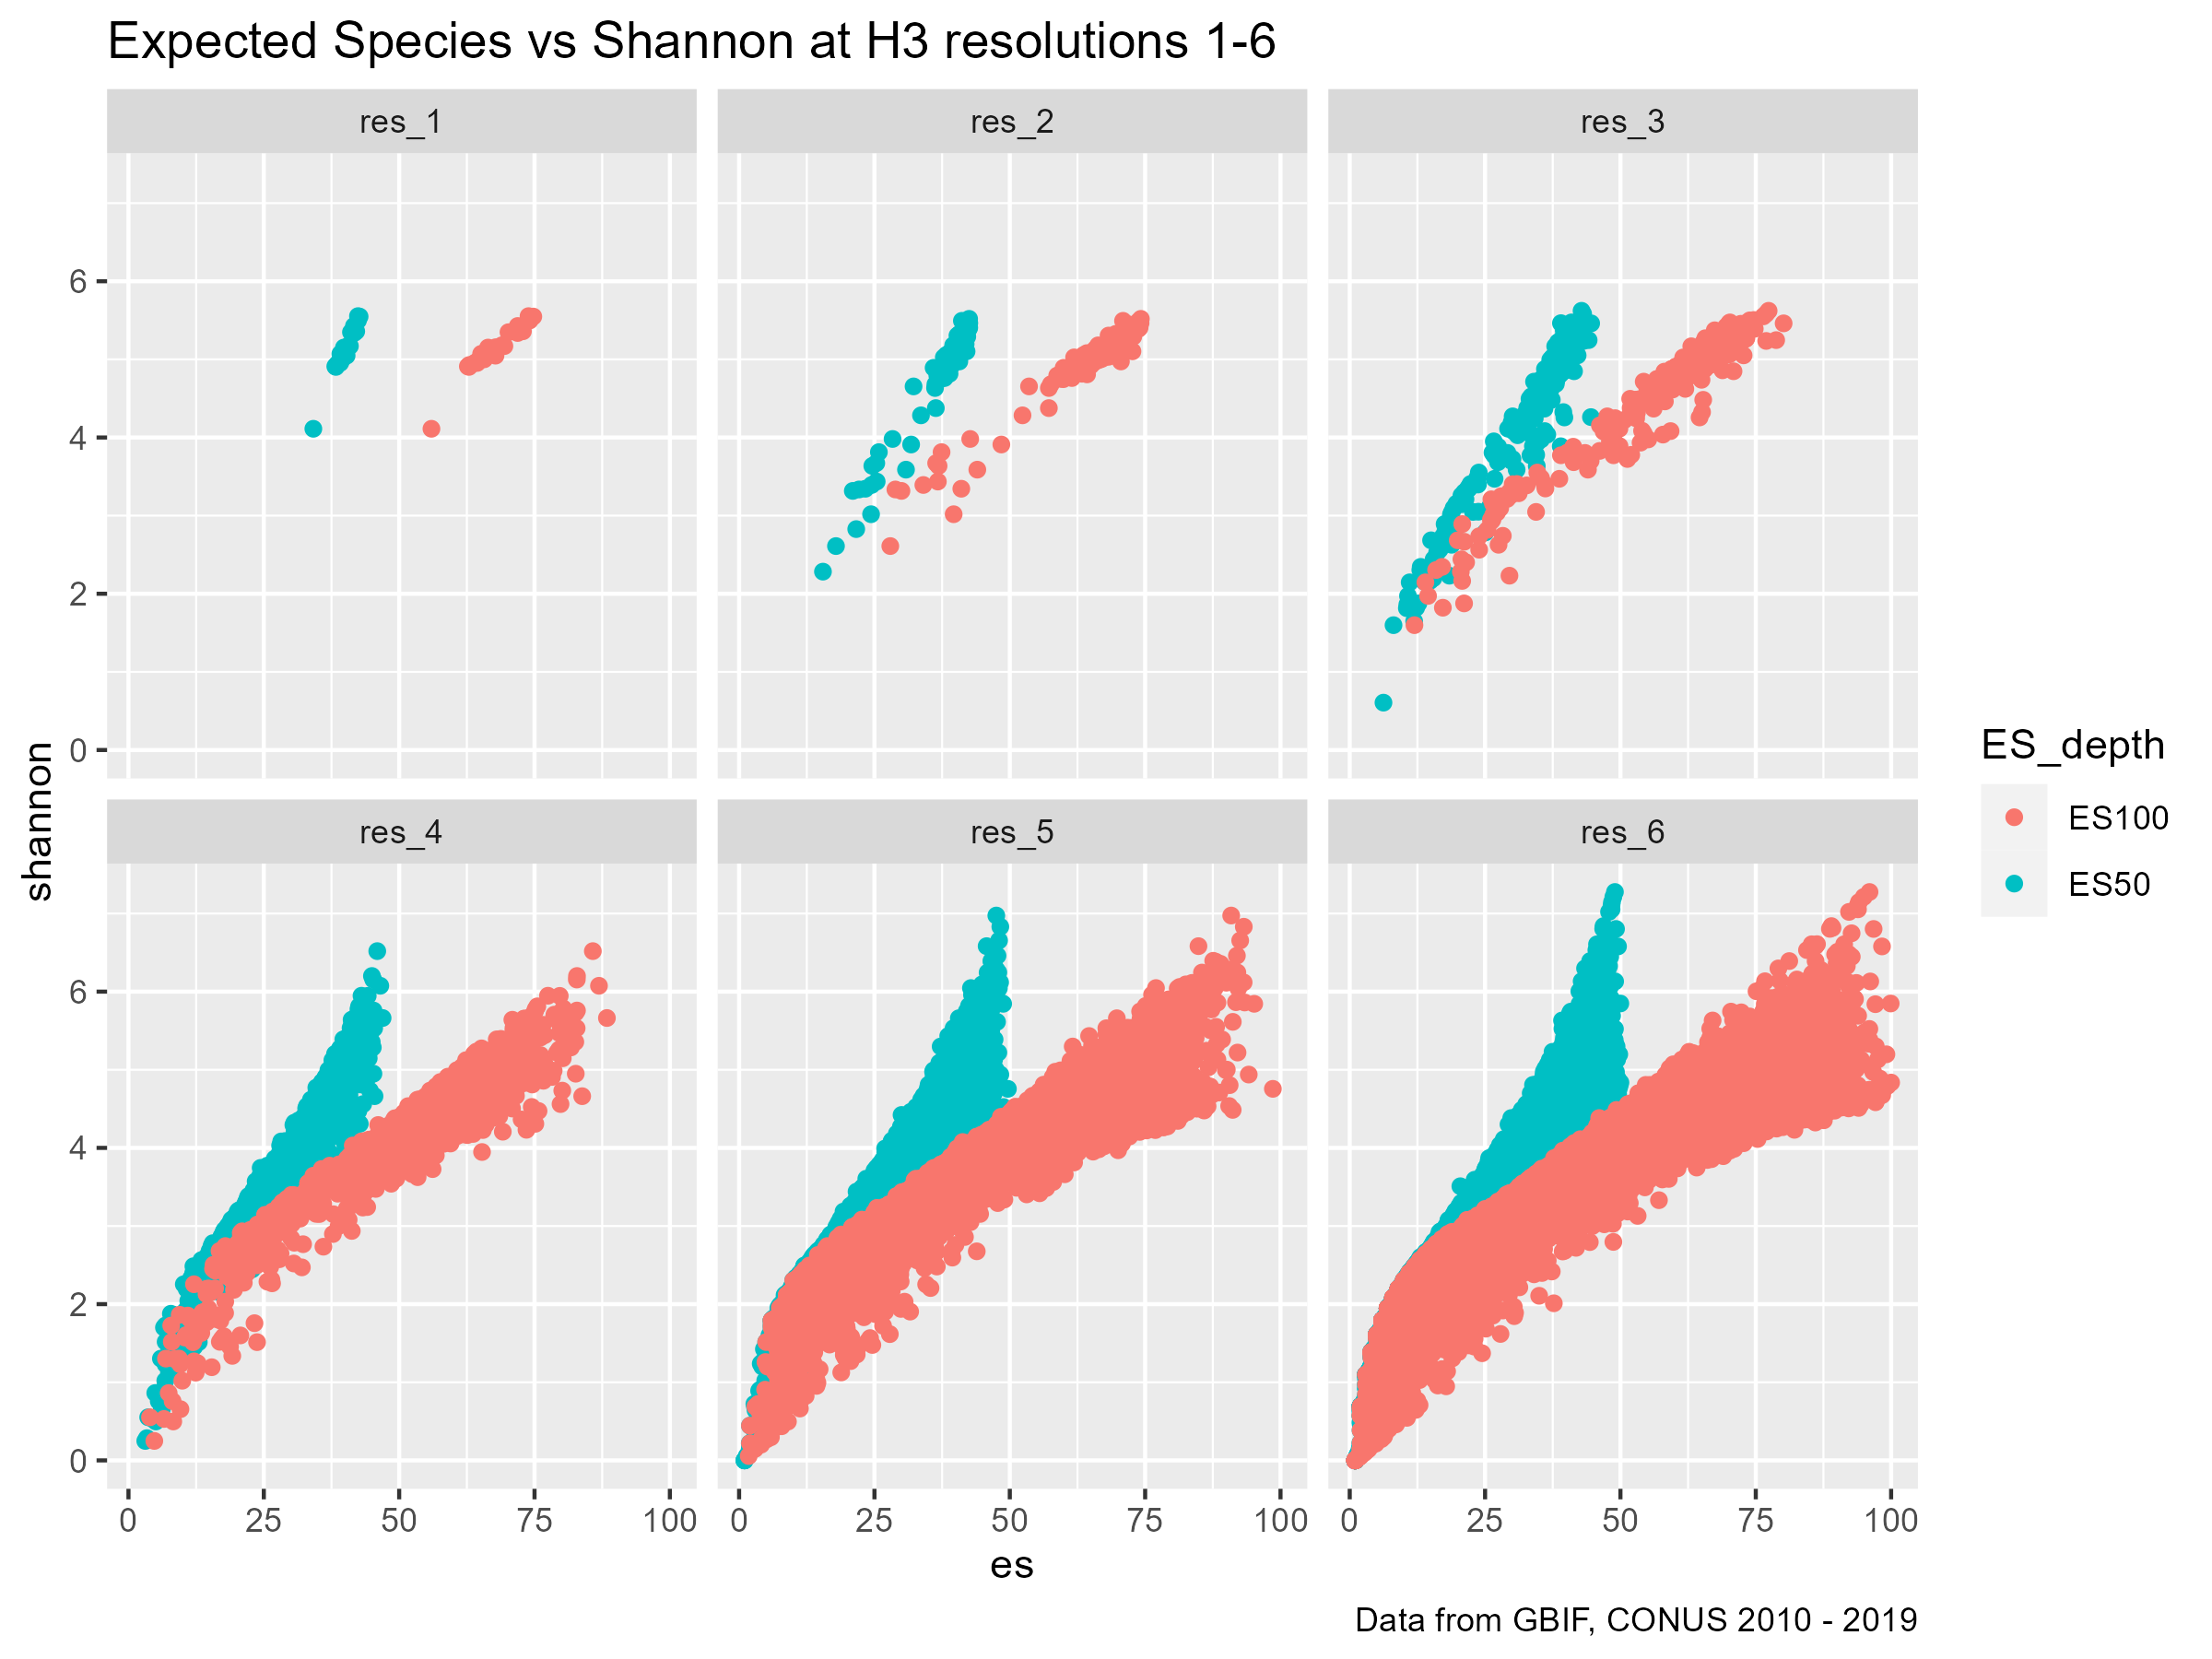 Expected Species vs Shannon at H3 resolutions 1-6
res_1
res_2
res_3
6
4
2
0
res_4
res_5
res_6
6
4
2
0
0 25 50 75 100
0 25 50 75 100
0 25 50 75 100
shannon
es
ES_depth
ES100
ES50
Data from GBIF, CONUS 2010 - 2019